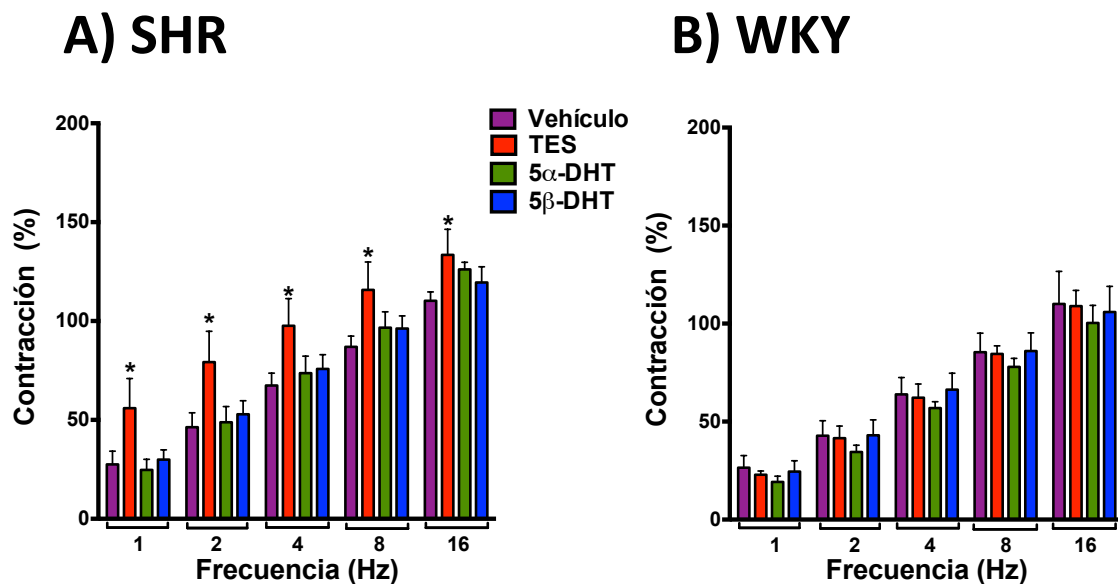 A) SHR
B) WKY
Vehículo
TES
5α-DHT
5β-DHT
Contracción (%)
200
150
100
50
0
* * * * *
1 2 4 8 16
Frecuencia (Hz)
Contracción (%)
200
150
100
50
0
1 2 4 8 16
Frecuencia (Hz)